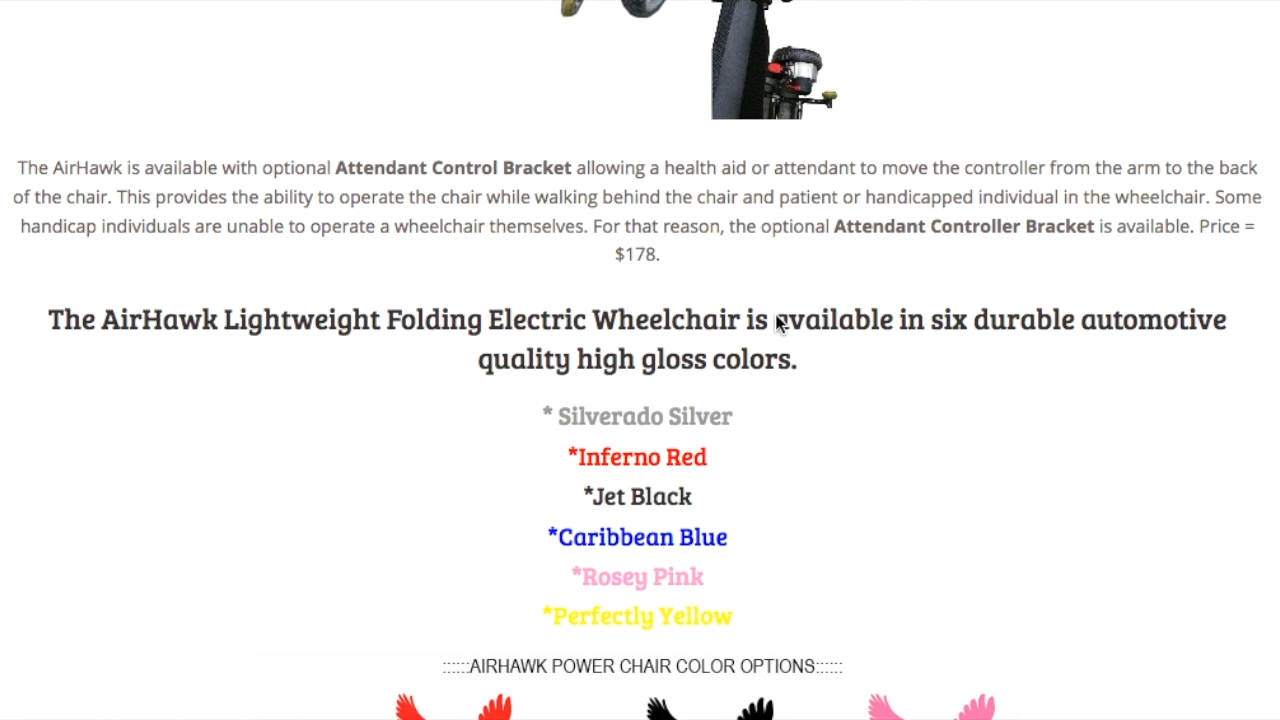 The AirHawk is available with optional Attendant Control Bracket allowing a health aid or attendant to move the controller from the arm to the back
of the chair. This provides the ability to operate the chair while walking behind the chair and patient or handicapped individual in the wheelchair. Some
handicap individuals are unable to operate a wheelchair themselves. For that reason, the optional Attendant Controller Bracket is available. Price =
$178.
The AirHawk Lightweight Folding Electric Wheelchair is available in six durable automotive
quality high gloss colors.
* Silverado Silver
*Inferno Red
*Jet Black
*Caribbean Blue
*Rosey Pink
*Perfectly Yellow
::::::AIRHAWK POWER CHAIR COLOR OPTIONS::::::